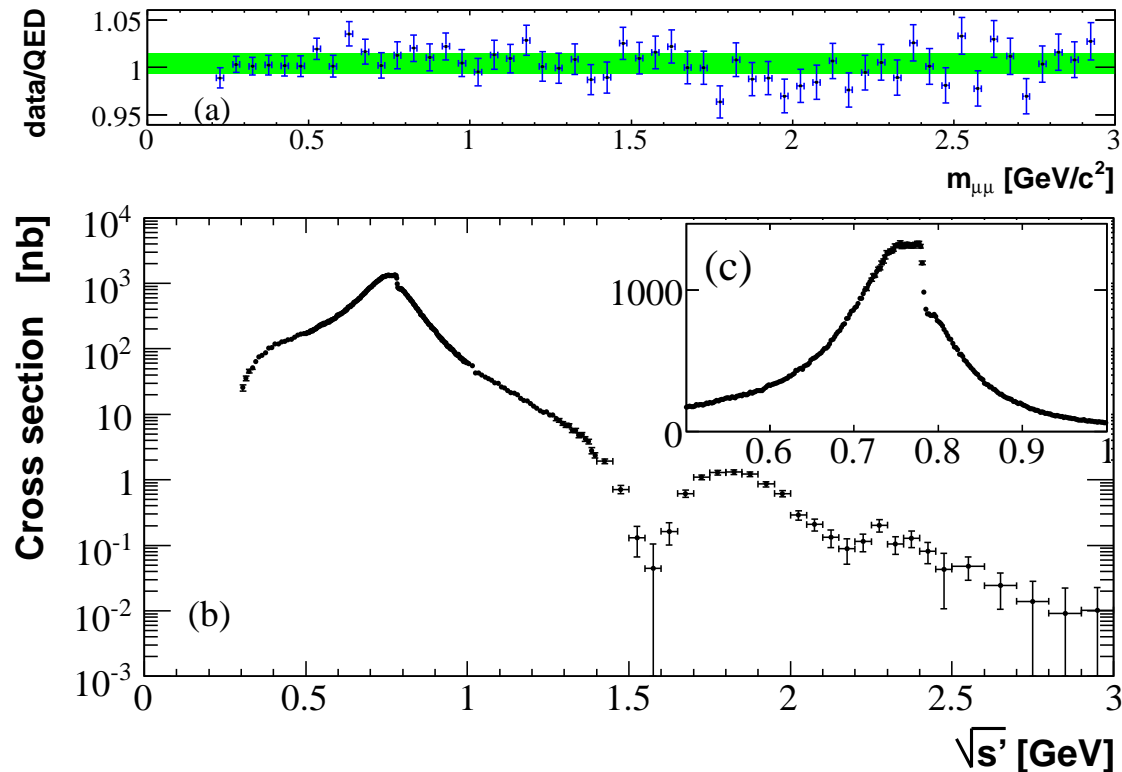 data/QED
1.05
1
0.95
(a)
0 0.5 1 1.5 2 2.5 3
m_μμ [GeV/c²]
Cross section [nb]
10⁴
10³
10²
10
1
10⁻¹
10⁻²
10⁻³
(b)
(c)
1000
0
0.6 0.7 0.8 0.9 1
0 0.5 1 1.5 2 2.5 3
√s’ [GeV]